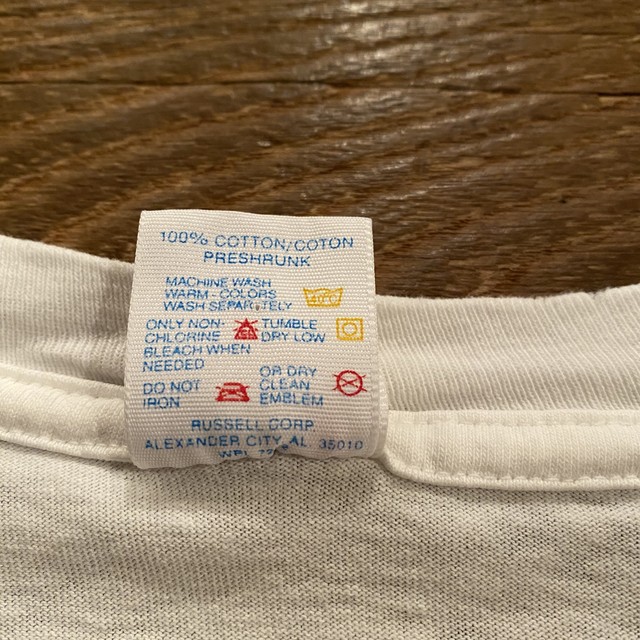 100% COTTON/COTON
PRESHRUNK
MACHINE WASH
WARM - COLORS
WASH SEPARATELY
40°C
ONLY NON-
CHLORINE
BLEACH WHEN
NEEDED
TUMBLE
DRY LOW
DO NOT
IRON
OR DRY
CLEAN
EMBLEM
RUSSELL CORP.
ALEXANDER CITY, AL 35010